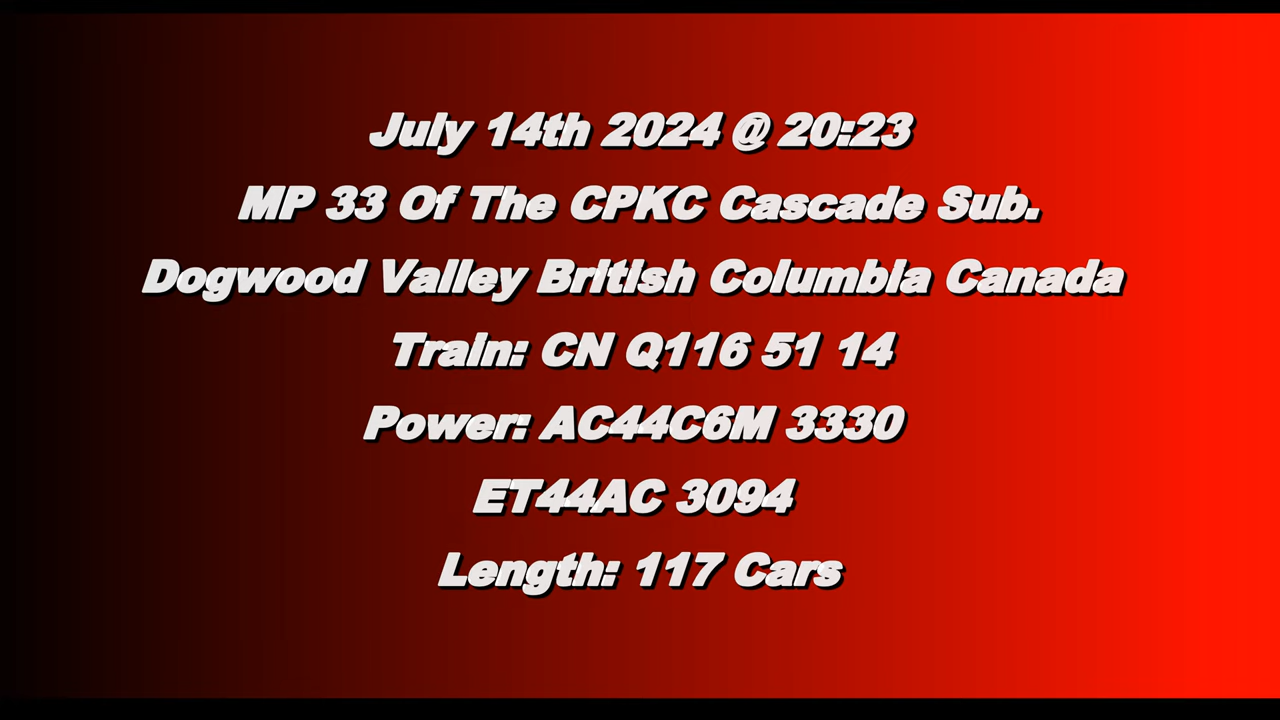 July 14th 2024 @ 20:23
MP 33 Of The CPKC Cascade Sub.
Dogwood Valley British Columbia Canada
Train: CN Q116 51 14
Power: AC44C6M 3330
ET44AC 3094
Length: 117 Cars